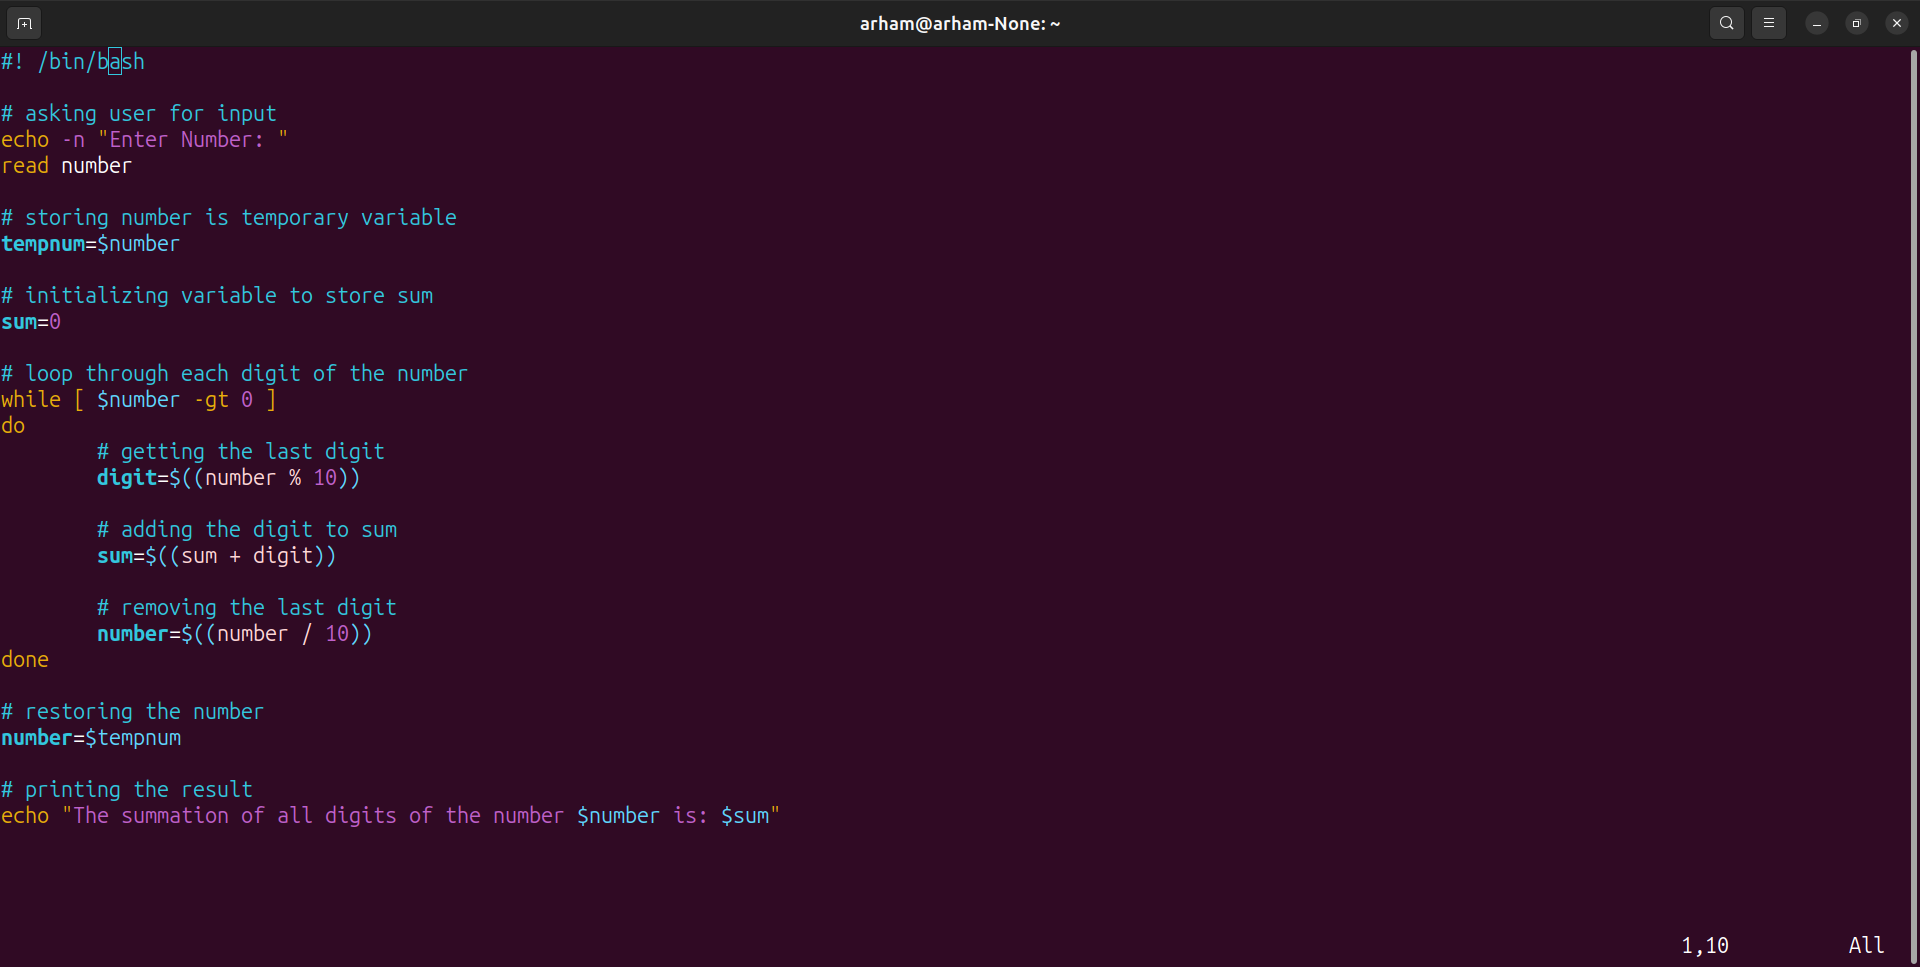 arham@arham-None: ~
#! /bin/bash
# asking user for input
echo -n "Enter Number: "
read number
# storing number is temporary variable
tempnum=$number
# initializing variable to store sum
sum=0
# loop through each digit of the number
while [ $number -gt 0 ]
do
        # getting the last digit
        digit=$((number % 10))
        # adding the digit to sum
        sum=$((sum + digit))
        # removing the last digit
        number=$((number / 10))
done
# restoring the number
number=$tempnum
# printing the result
echo "The summation of all digits of the number $number is: $sum"
1,10 All